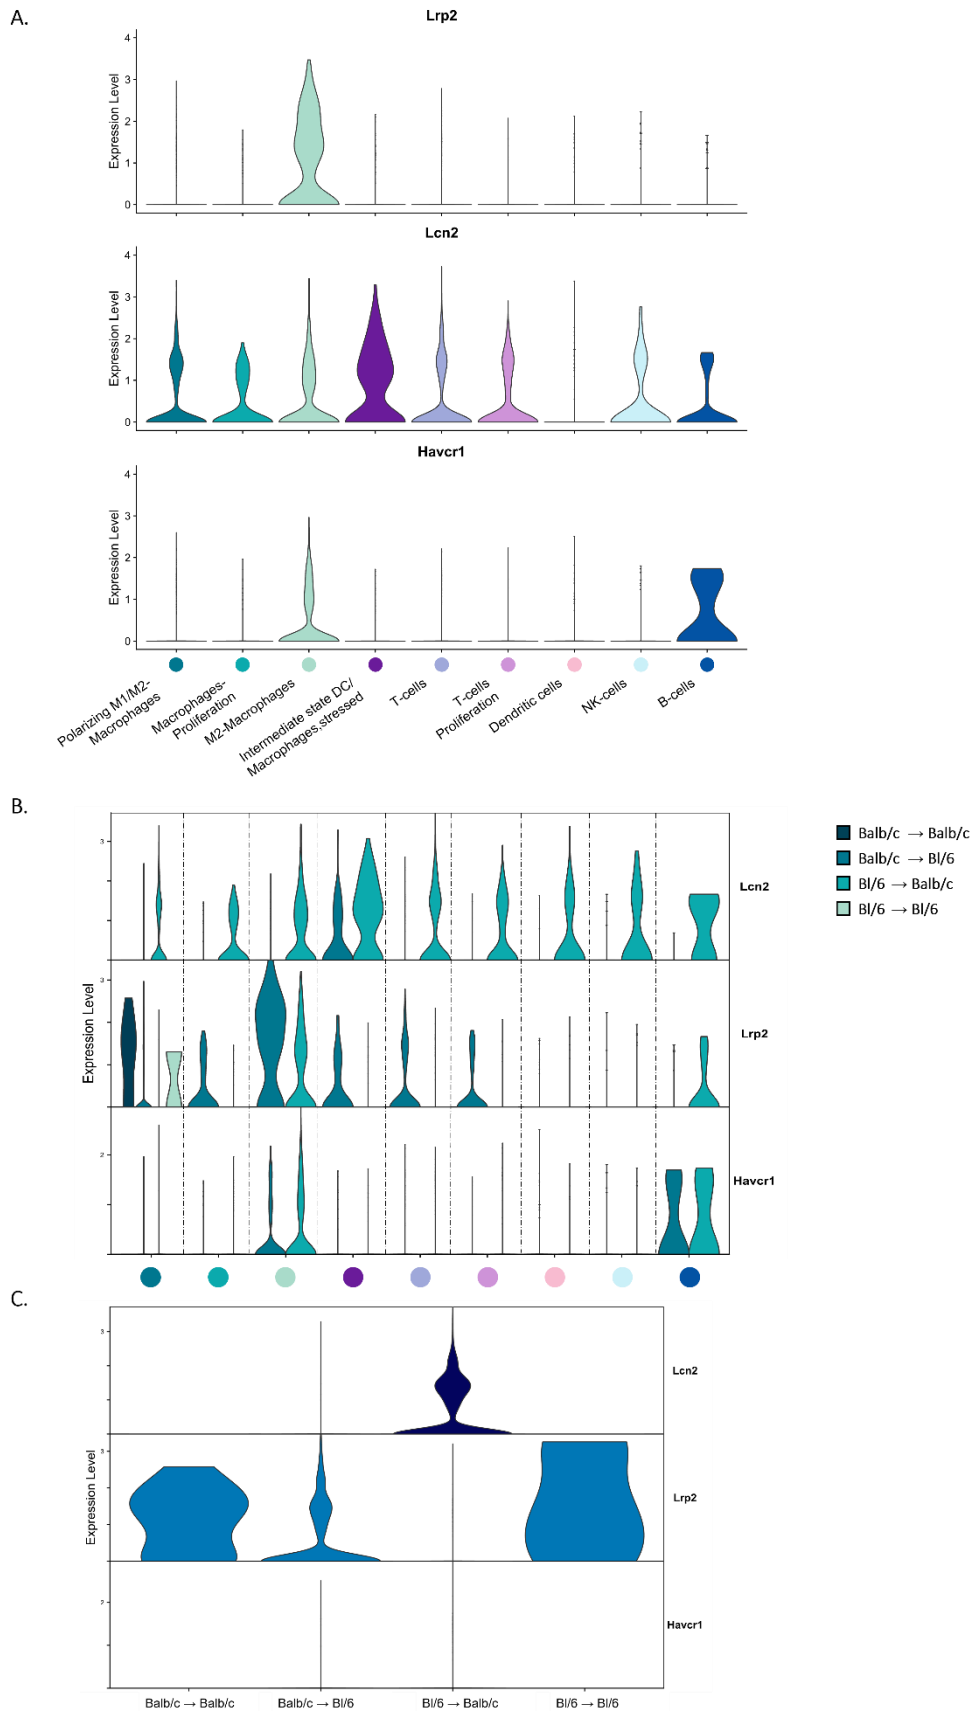 A.
Lrp2
Expression Level
4
3
2
1
0
Lcn2
Expression Level
4
3
2
1
0
Havcr1
Expression Level
4
3
2
1
0
Polarizing M1/M2-
Macrophages
Macrophages-
Proliferation
M2-Macrophages
Intermediate state DC/
Macrophages,stressed
T-cells
T-cells
Proliferation
Dendritic cells
NK-cells
B-cells
B.
Balb/c → Balb/c
Balb/c → Bl/6
Bl/6 → Balb/c
Bl/6 → Bl/6
Expression Level
3
Lcn2
3
Lrp2
2
Havcr1
C.
Expression Level
3
Lcn2
3
Lrp2
2
Havcr1
Balb/c → Balb/c
Balb/c → Bl/6
Bl/6 → Balb/c
Bl/6 → Bl/6